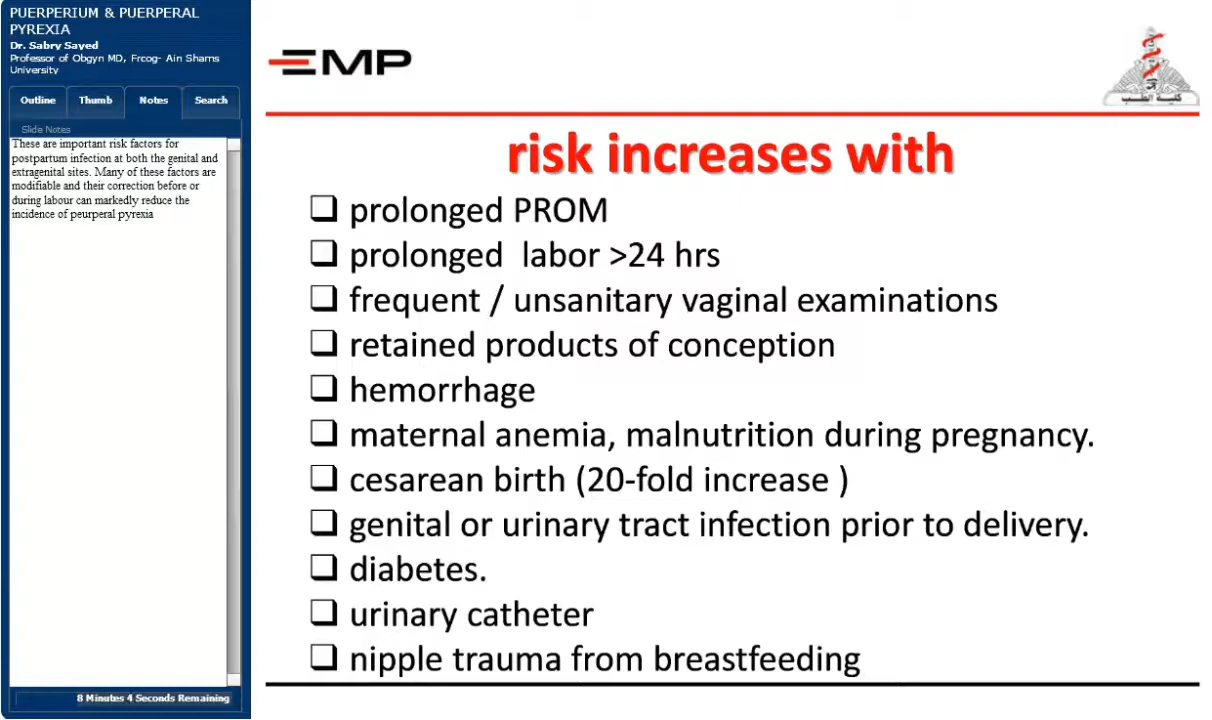 PUERPERIUM & PUERPERAL
PYREXIA
Dr. Sabry Sayed
Professor of Obgyn MD, Frcog- Ain Shams
University
Outline
Thumb
Notes
Search
Slide Notes
These are important risk factors for
postpartum infection at both the genital and
extragenital sites. Many of these factors are
modifiable and their correction before or
during labour can markedly reduce the
incidence of peurperal pyrexia
8 Minutes 4 Seconds Remaining
EMP
كلية الطب
risk increases with
❑ prolonged PROM
❑ prolonged labor >24 hrs
❑ frequent / unsanitary vaginal examinations
❑ retained products of conception
❑ hemorrhage
❑ maternal anemia, malnutrition during pregnancy.
❑ cesarean birth (20-fold increase )
❑ genital or urinary tract infection prior to delivery.
❑ diabetes.
❑ urinary catheter
❑ nipple trauma from breastfeeding